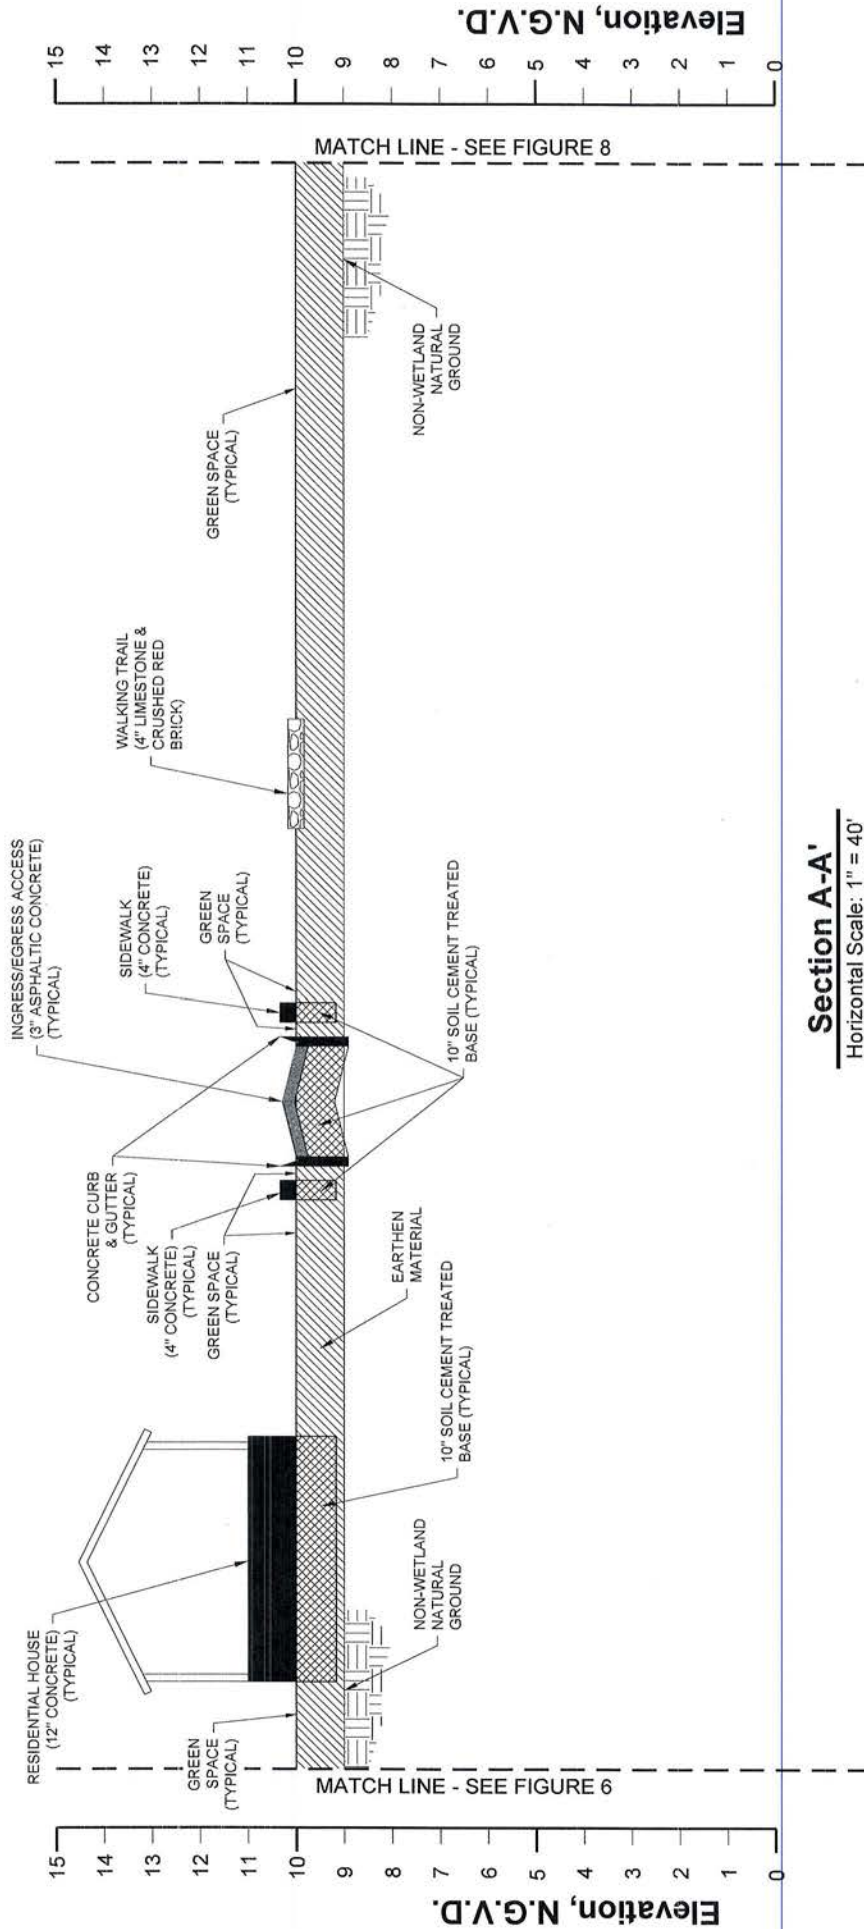 Elevation, N.G.V.D.
15
14
13
12
11
10
9
8
7
6
5
4
3
2
1
0
MATCH LINE - SEE FIGURE 6
RESIDENTIAL HOUSE
(12" CONCRETE)
(TYPICAL)
GREEN
SPACE
(TYPICAL)
NON-WETLAND
NATURAL
GROUND
10" SOIL CEMENT TREATED
BASE (TYPICAL)
EARTHEN
MATERIAL
CONCRETE CURB
& GUTTER
(TYPICAL)
SIDEWALK
(4" CONCRETE)
(TYPICAL)
GREEN SPACE
(TYPICAL)
INGRESS/EGRESS ACCESS
(3" ASPHALTIC CONCRETE)
(TYPICAL)
SIDEWALK
(4" CONCRETE)
(TYPICAL)
GREEN
SPACE
(TYPICAL)
10" SOIL CEMENT TREATED
BASE (TYPICAL)
WALKING TRAIL
(4" LIMESTONE &
CRUSHED RED
BRICK)
GREEN SPACE
(TYPICAL)
NON-WETLAND
NATURAL
GROUND
MATCH LINE - SEE FIGURE 8
15
14
13
12
11
10
9
8
7
6
5
4
3
2
1
0
Elevation, N.G.V.D.
Section A-A'
Horizontal Scale: 1" = 40'